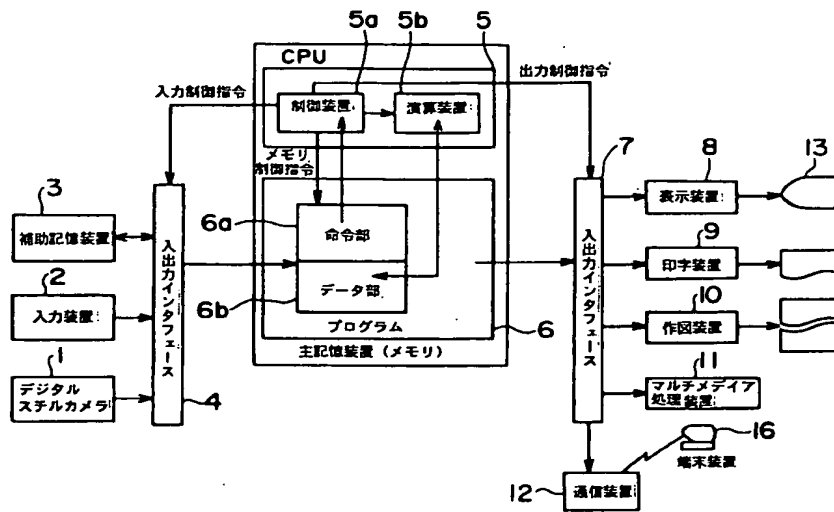 5a
5b
5
CPU
出力制御指令
入力制御指令
制御装置
演算装置
メモリ
制御指令
7
8
13
3
補助記憶装置
6a
命令部
表示装置
9
2
入力装置
入出力インタフェース
6b
データ部
入出力インタフェース
印字装置
10
プログラム
6
作図装置
1
主記憶装置(メモリ)
11
デジタル
スチルカメラ
4
マルチメディア
処理装置
16
端末装置
12
通信装置